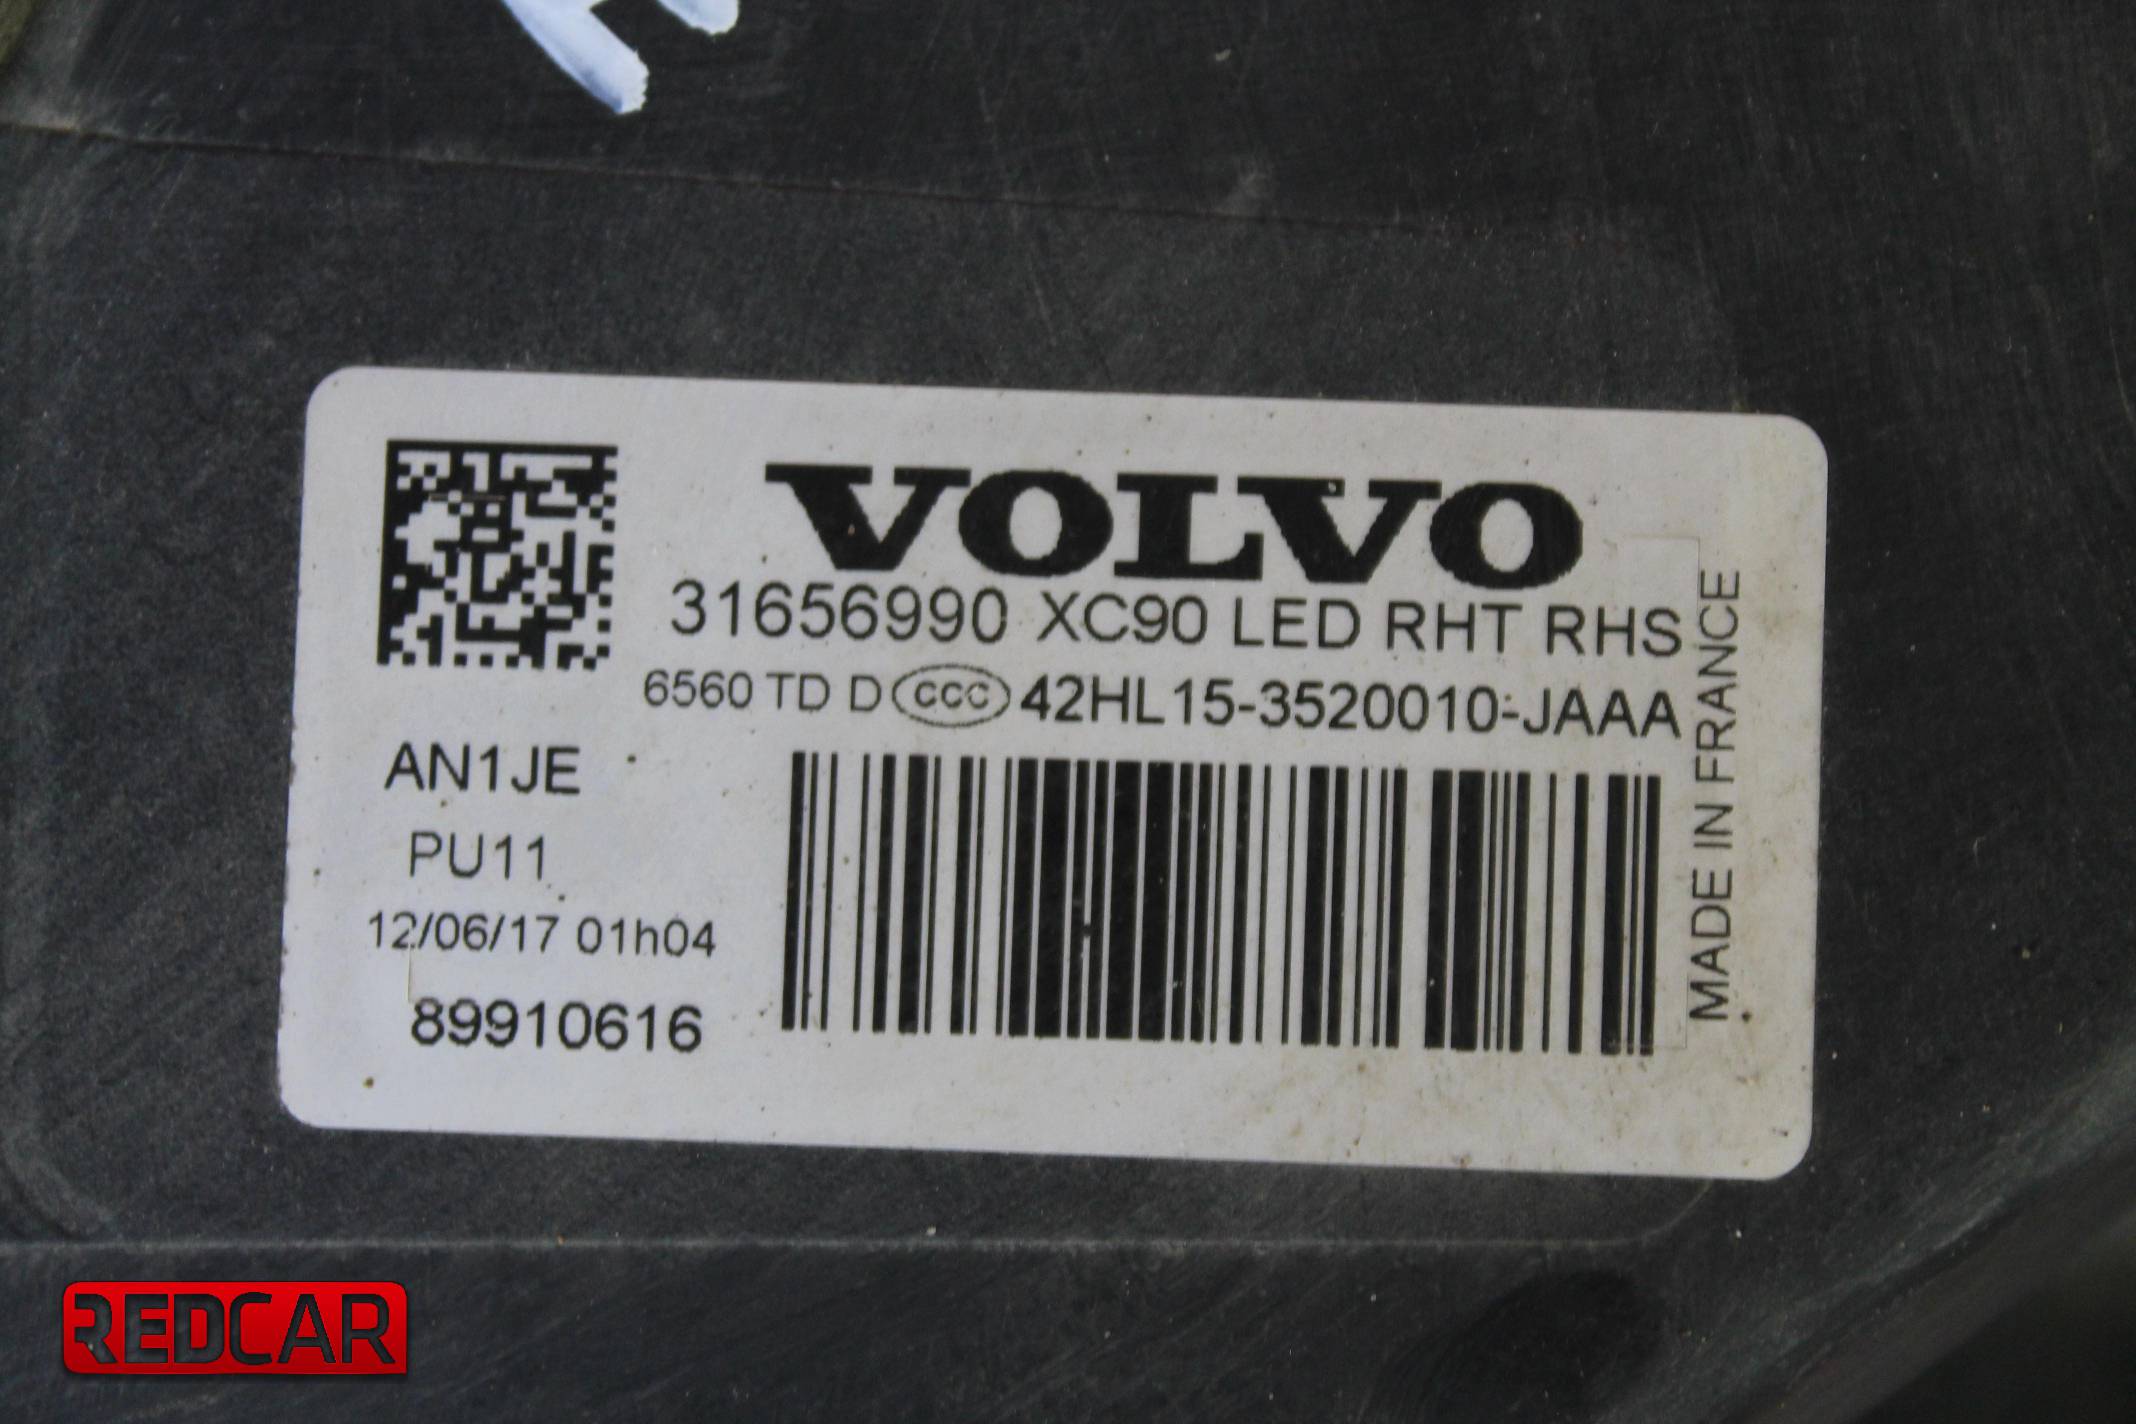 VOLVO
31656990 XC90 LED RHT RHS
6560 TD D CCC 42HL15-3520010-JAAA
AN1JE
PU11
12/06/17 01h04
89910616
MADE IN FRANCE
REDCAR